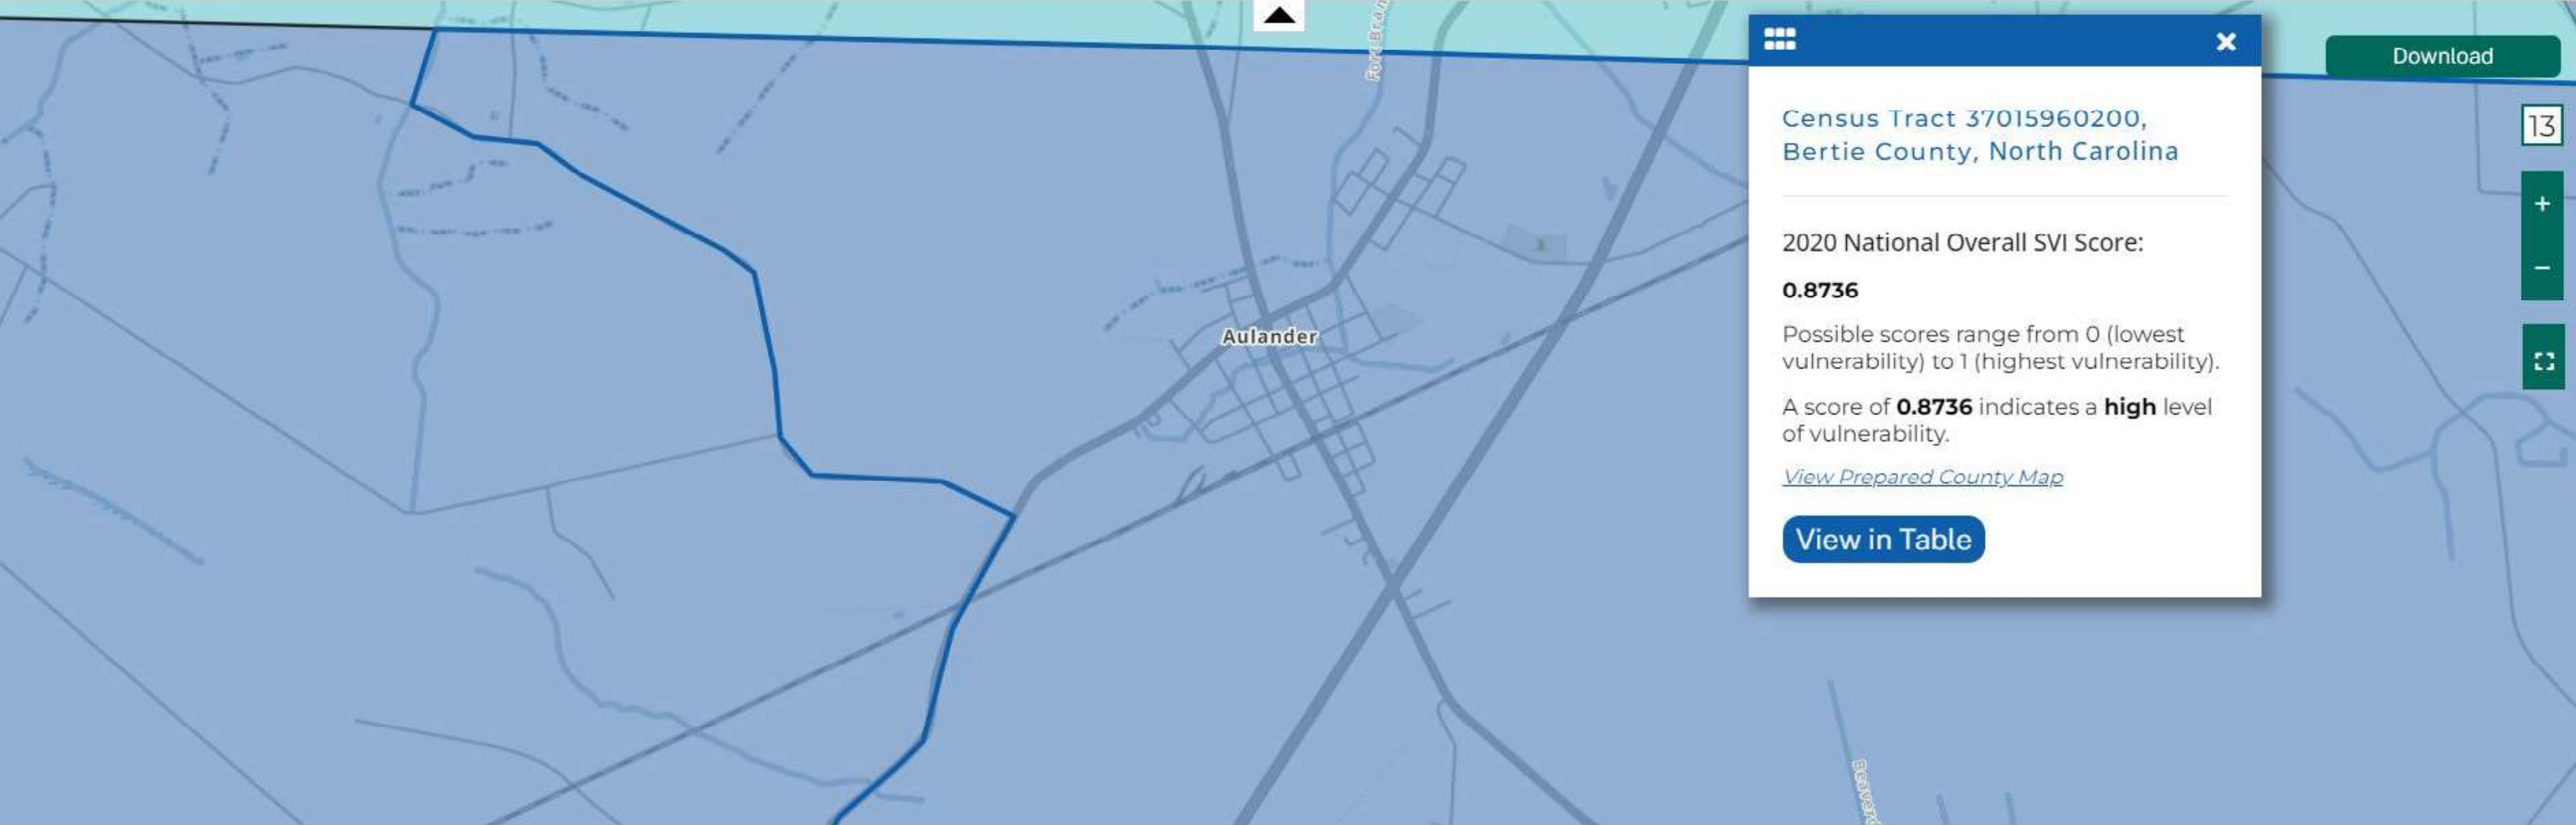 Fort Bran
Download
Census Tract 37015960200,
Bertie County, North Carolina
13
+
2020 National Overall SVI Score:
−
0.8736
Possible scores range from 0 (lowest
vulnerability) to 1 (highest vulnerability).
Aulander
A score of 0.8736 indicates a high level
of vulnerability.
View Prepared County Map
View in Table